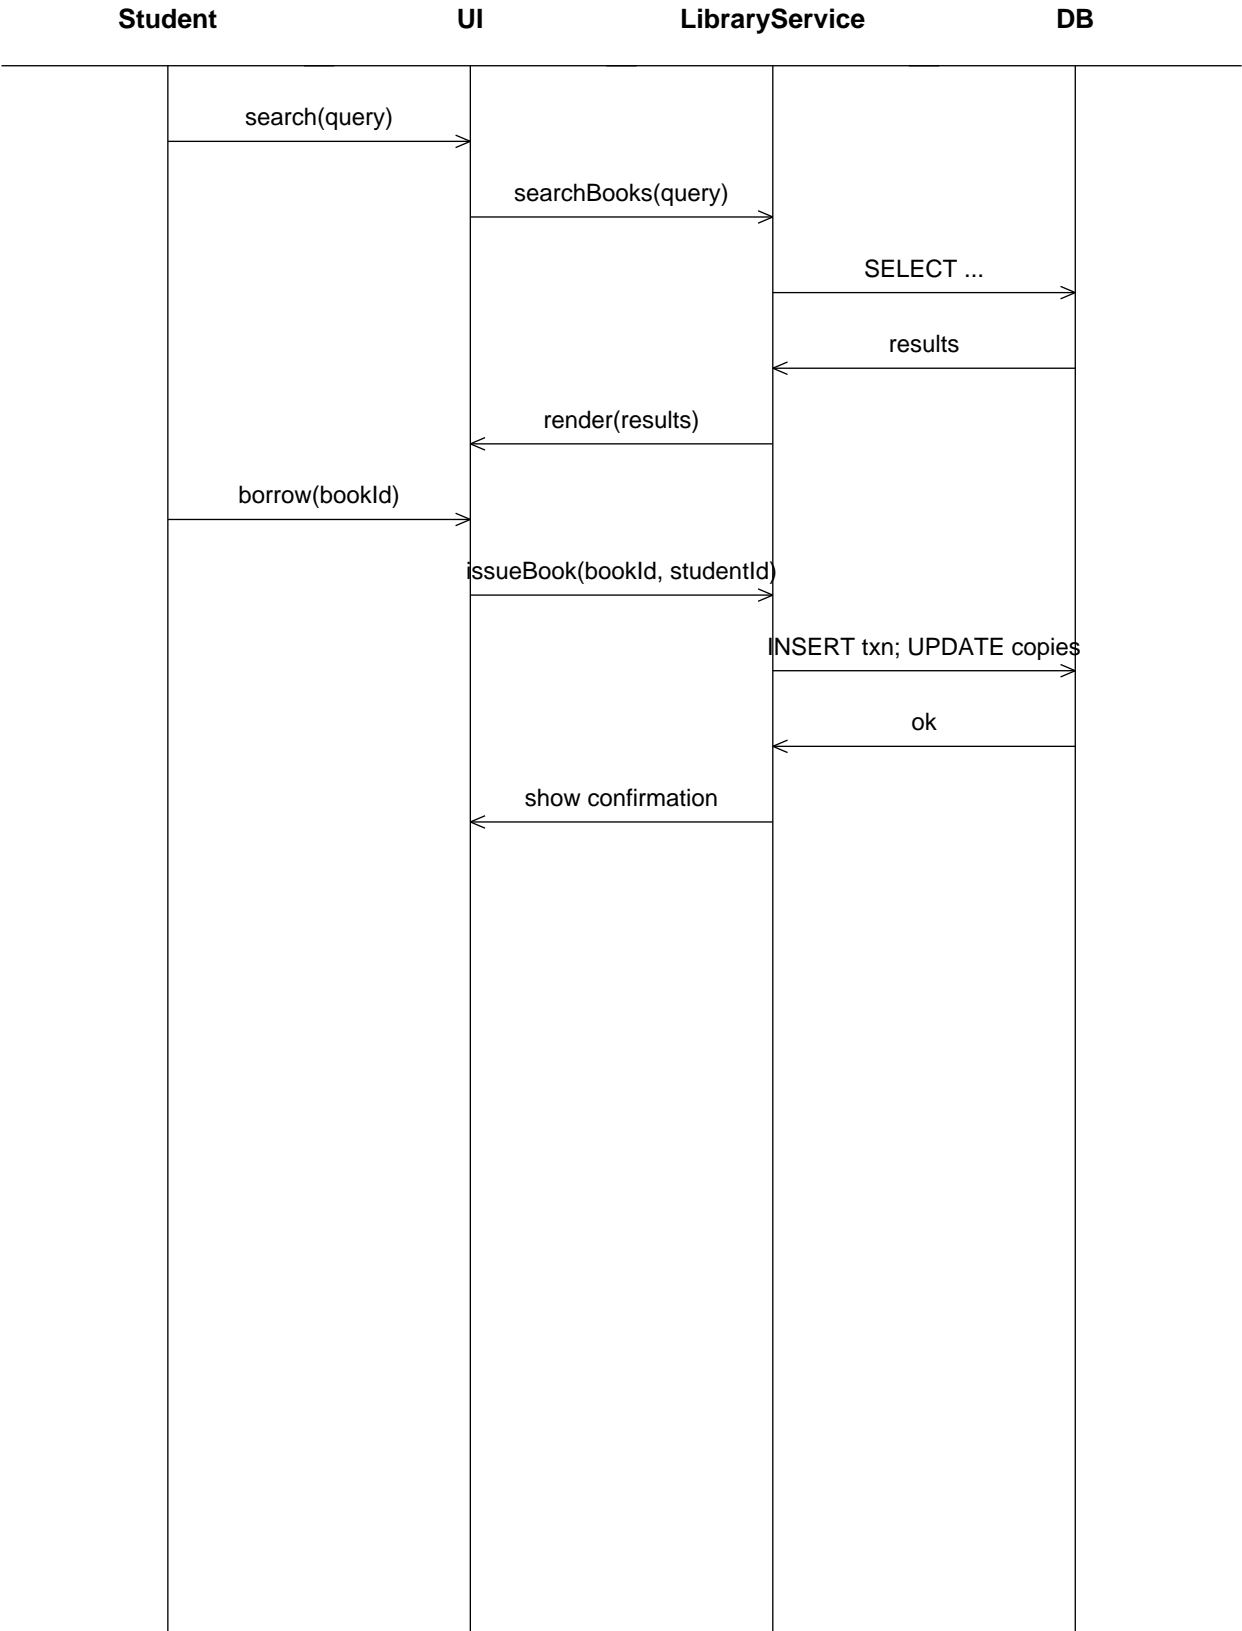 Student UI LibraryService DB
search(query)
searchBooks(query)
SELECT ...
results
render(results)
borrow(bookId)
issueBook(bookId, studentId)
INSERT txn; UPDATE copies
ok
show confirmation